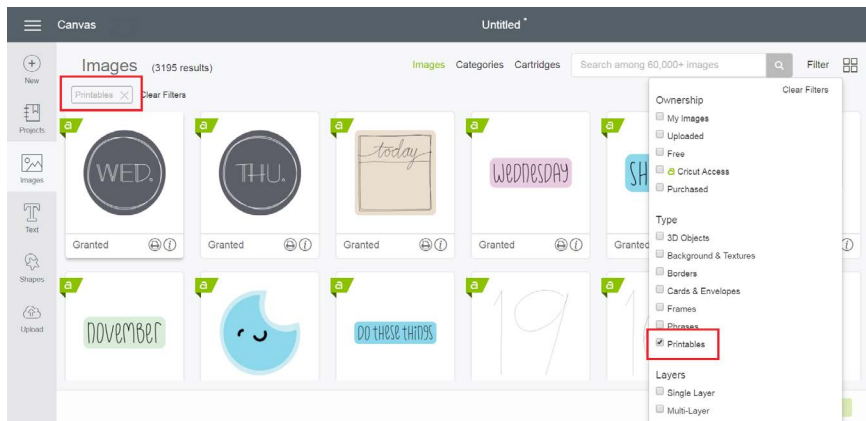 Canvas
Untitled *
New
Projects
Images
Text
Shapes
Upload
Images (3195 results)
Images Categories Cartridges
Search among 60,000+ images
Filter
Printables
Clear Filters
a
WED.
Granted
a
THU.
Granted
a
today
Granted
a
WEDNESDAY
Granted
a
SH
Granted
a
NOVEMBER
a
a
DO THESE THINGS
a
19
a
1
Clear Filters
Ownership
My Images
Uploaded
Free
a Cricut Access
Purchased
Type
3D Objects
Background & Textures
Borders
Cards & Envelopes
Frames
Phrases
Printables
Layers
Single Layer
Multi-Layer